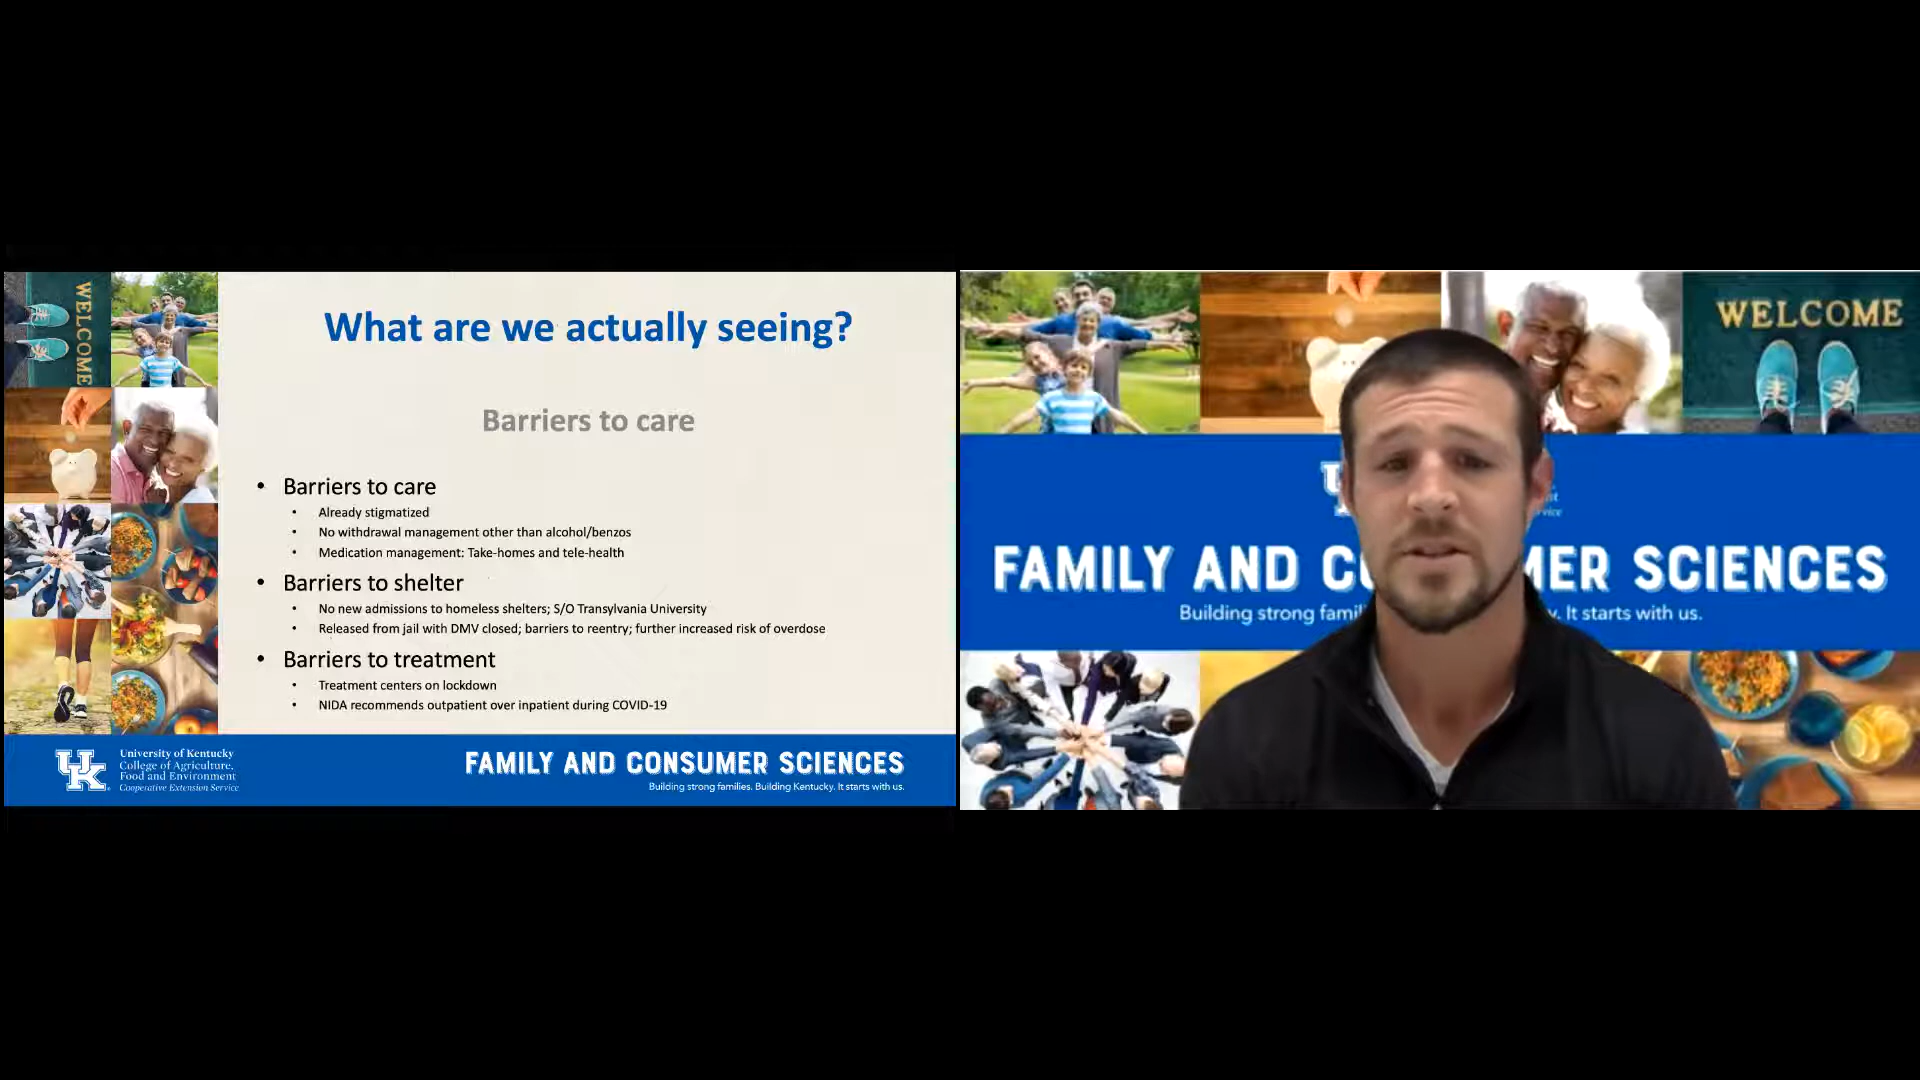 WELCOME
What are we actually seeing?
Barriers to care
• Barriers to care
• Already stigmatized
• No withdrawal management other than alcohol/benzos
• Medication management: Take-homes and tele-health
• Barriers to shelter
• No new admissions to homeless shelters; S/O Transylvania University
• Released from jail with DMV closed; barriers to reentry; further increased risk of overdose
• Barriers to treatment
• Treatment centers on lockdown
• NIDA recommends outpatient over inpatient during COVID-19
UK
University of Kentucky
College of Agriculture,
Food and Environment
Cooperative Extension Service
FAMILY AND CONSUMER SCIENCES
Building strong families. Building Kentucky. It starts with us.
WELCOME
FAMILY AND CO MER SCIENCES
Building strong famil y. It starts with us.